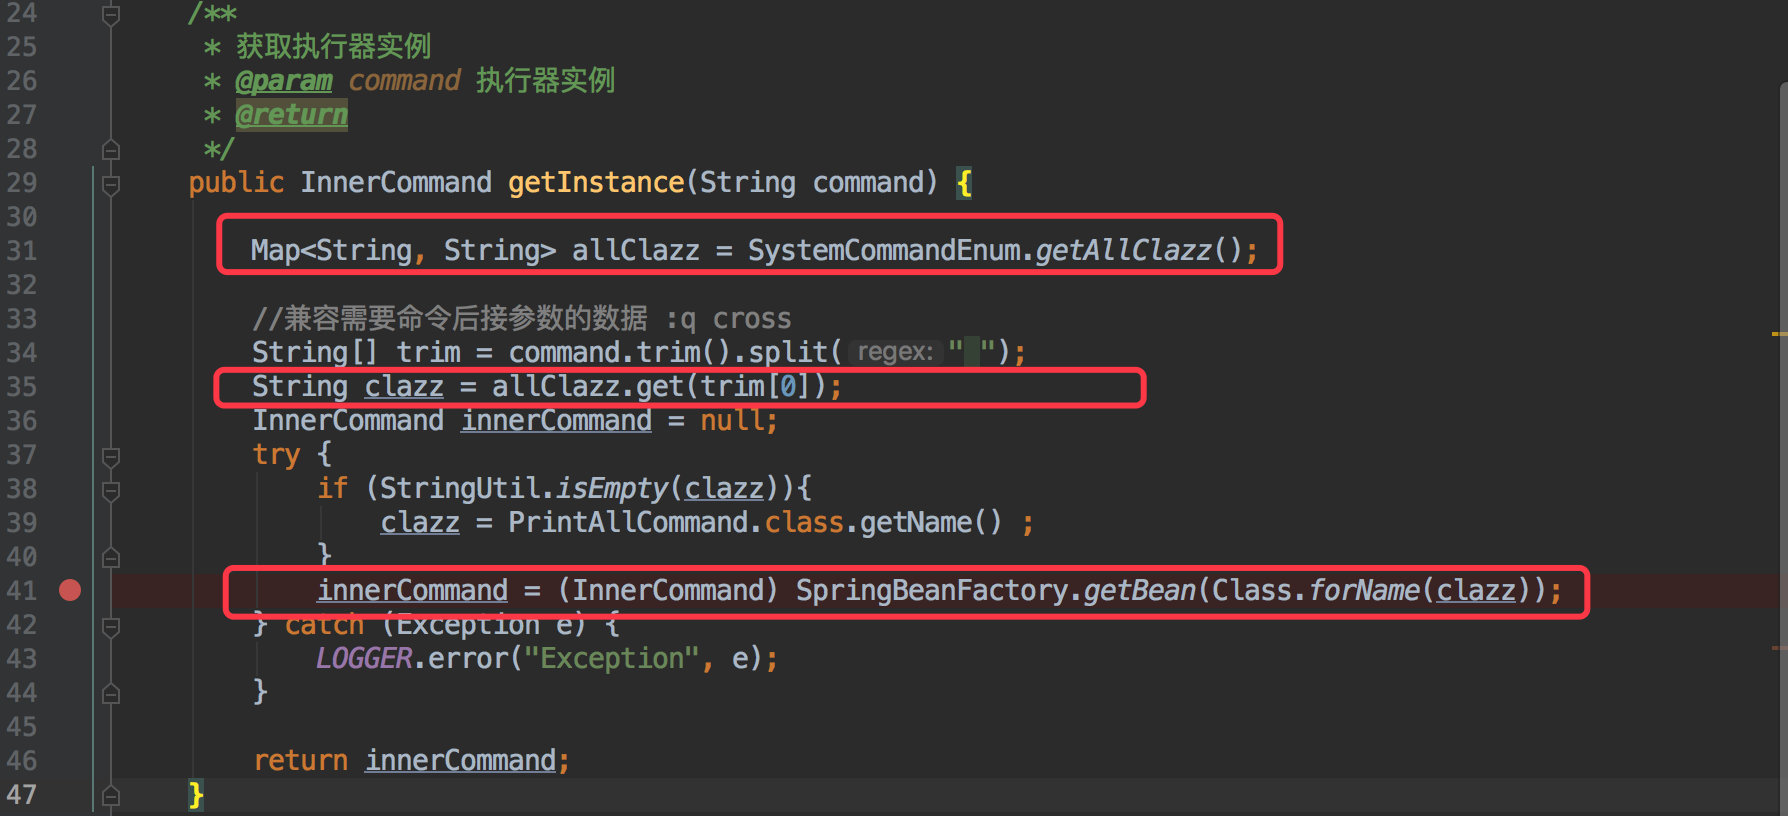 24 /**
25 * 获取执行器实例
26 * @param command 执行器实例
27 * @return
28 */
29 public InnerCommand getInstance(String command) {
30
31 Map<String, String> allClazz = SystemCommandEnum.getAllClazz();
32
33 //兼容需要命令后接参数的数据 :q cross
34 String[] trim = command.trim().split( regex: " ");
35 String clazz = allClazz.get(trim[0]);
36 InnerCommand innerCommand = null;
37 try {
38 if (StringUtil.isEmpty(clazz)){
39 clazz = PrintAllCommand.class.getName() ;
40 }
41 innerCommand = (InnerCommand) SpringBeanFactory.getBean(Class.forName(clazz));
42 } catch (Exception e) {
43 LOGGER.error("Exception", e);
44 }
45
46 return innerCommand;
47 }